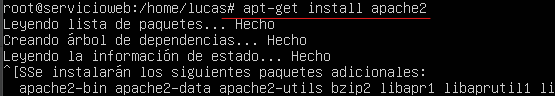 root@servicioweb:/home/lucas# apt-get install apache2
Leyendo lista de paquetes... Hecho
Creando árbol de dependencias... Hecho
Leyendo la información de estado... Hecho
^[SSe instalarán los siguientes paquetes adicionales:
apache2-bin apache2-data apache2-utils bzip2 libapr1 libaprutil1 li